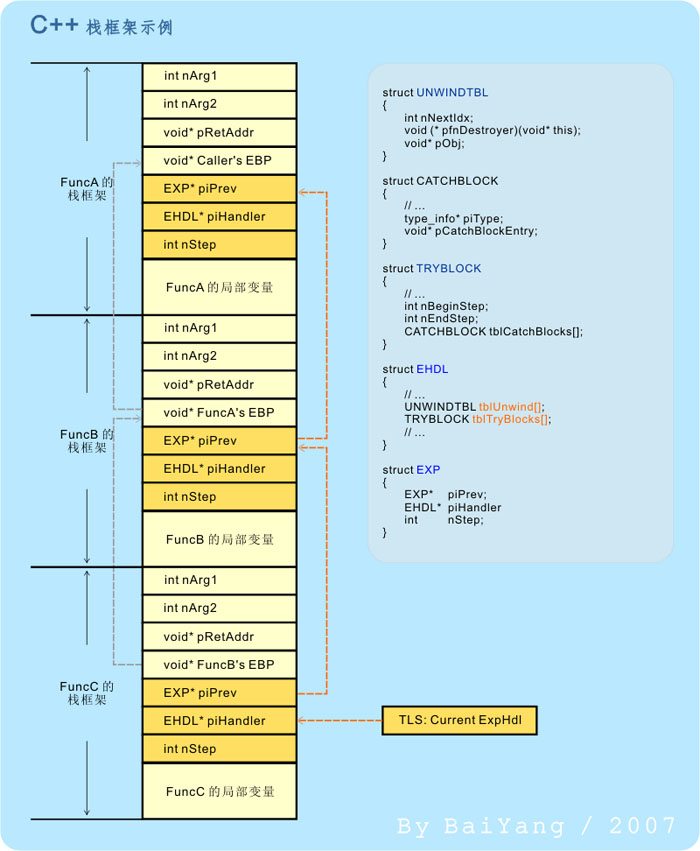 C++ 栈框架示例
int nArg1
int nArg2
void* pRetAddr
void* Caller's EBP
FuncA 的
栈框架
EXP* piPrev
EHDL* piHandler
int nStep
FuncA 的局部变量
int nArg1
int nArg2
void* pRetAddr
void* FuncA's EBP
FuncB 的
栈框架
EXP* piPrev
EHDL* piHandler
int nStep
FuncB 的局部变量
int nArg1
int nArg2
void* pRetAddr
void* FuncB's EBP
FuncC 的
栈框架
EXP* piPrev
EHDL* piHandler
int nStep
FuncC 的局部变量
TLS: Current ExpHdl
struct UNWINDTBL
{
int nNextIdx;
void (* pfnDestroyer)(void* this);
void* pObj;
}
struct CATCHBLOCK
{
// ...
type_info* piType;
void* pCatchBlockEntry;
}
struct TRYBLOCK
{
// ...
int nBeginStep;
int nEndStep;
CATCHBLOCK tblCatchBlocks[];
}
struct EHDL
{
// ...
UNWINDTBL tblUnwind[];
TRYBLOCK tblTryBlocks[];
// ...
}
struct EXP
{
EXP* piPrev;
EHDL* piHandler
int nStep;
}
By BaiYang / 2007